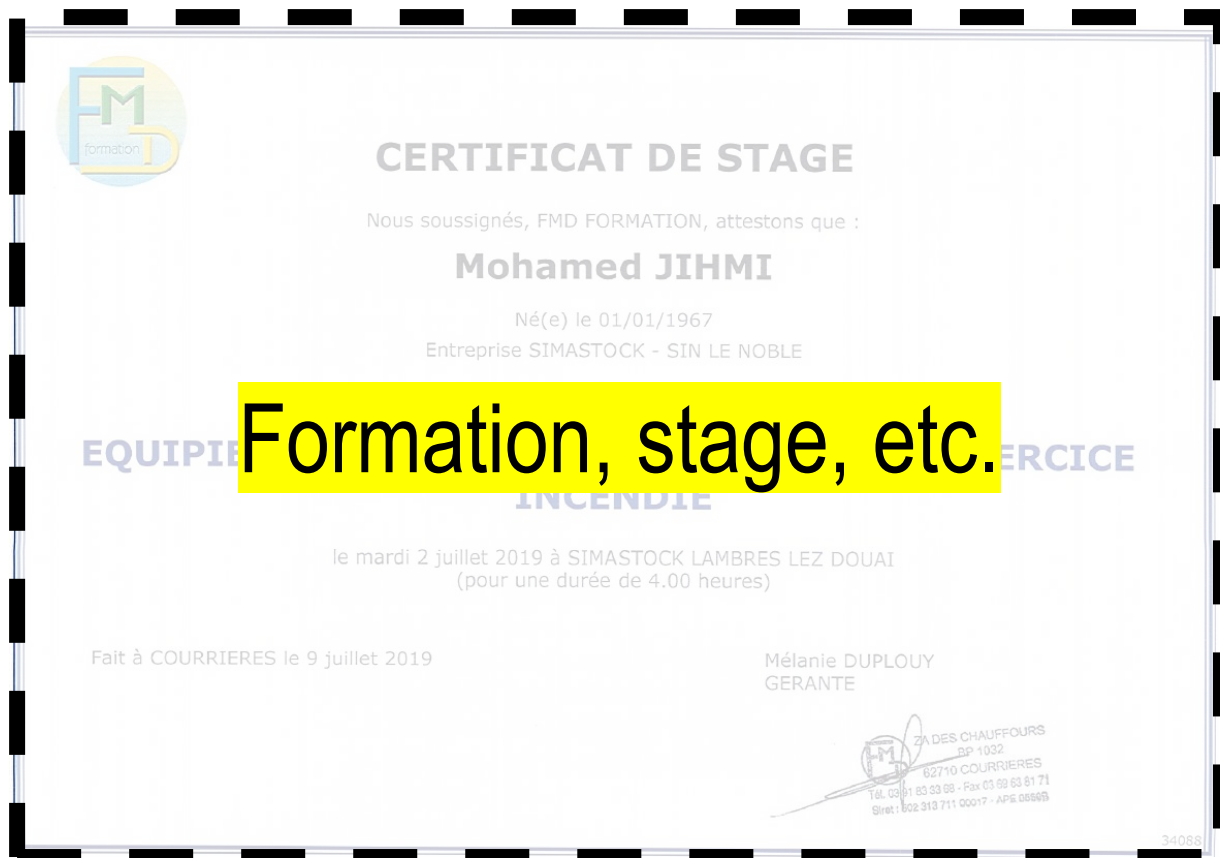 FMD
formation
CERTIFICAT DE STAGE
Nous soussignés, FMD FORMATION, attestons que :
Mohamed JIHMI
Né(e) le 01/01/1967
Entreprise SIMASTOCK - SIN LE NOBLE
Formation, stage, etc.
INCENDIE
le mardi 2 juillet 2019 à SIMASTOCK LAMBRES LEZ DOUAI
(pour une durée de 4.00 heures)
Fait à COURRIERES le 9 juillet 2019
Mélanie DUPLOUY
GERANTE
ZA DES CHAUFFOURS
BP 1032
62710 COURRIERES
34088